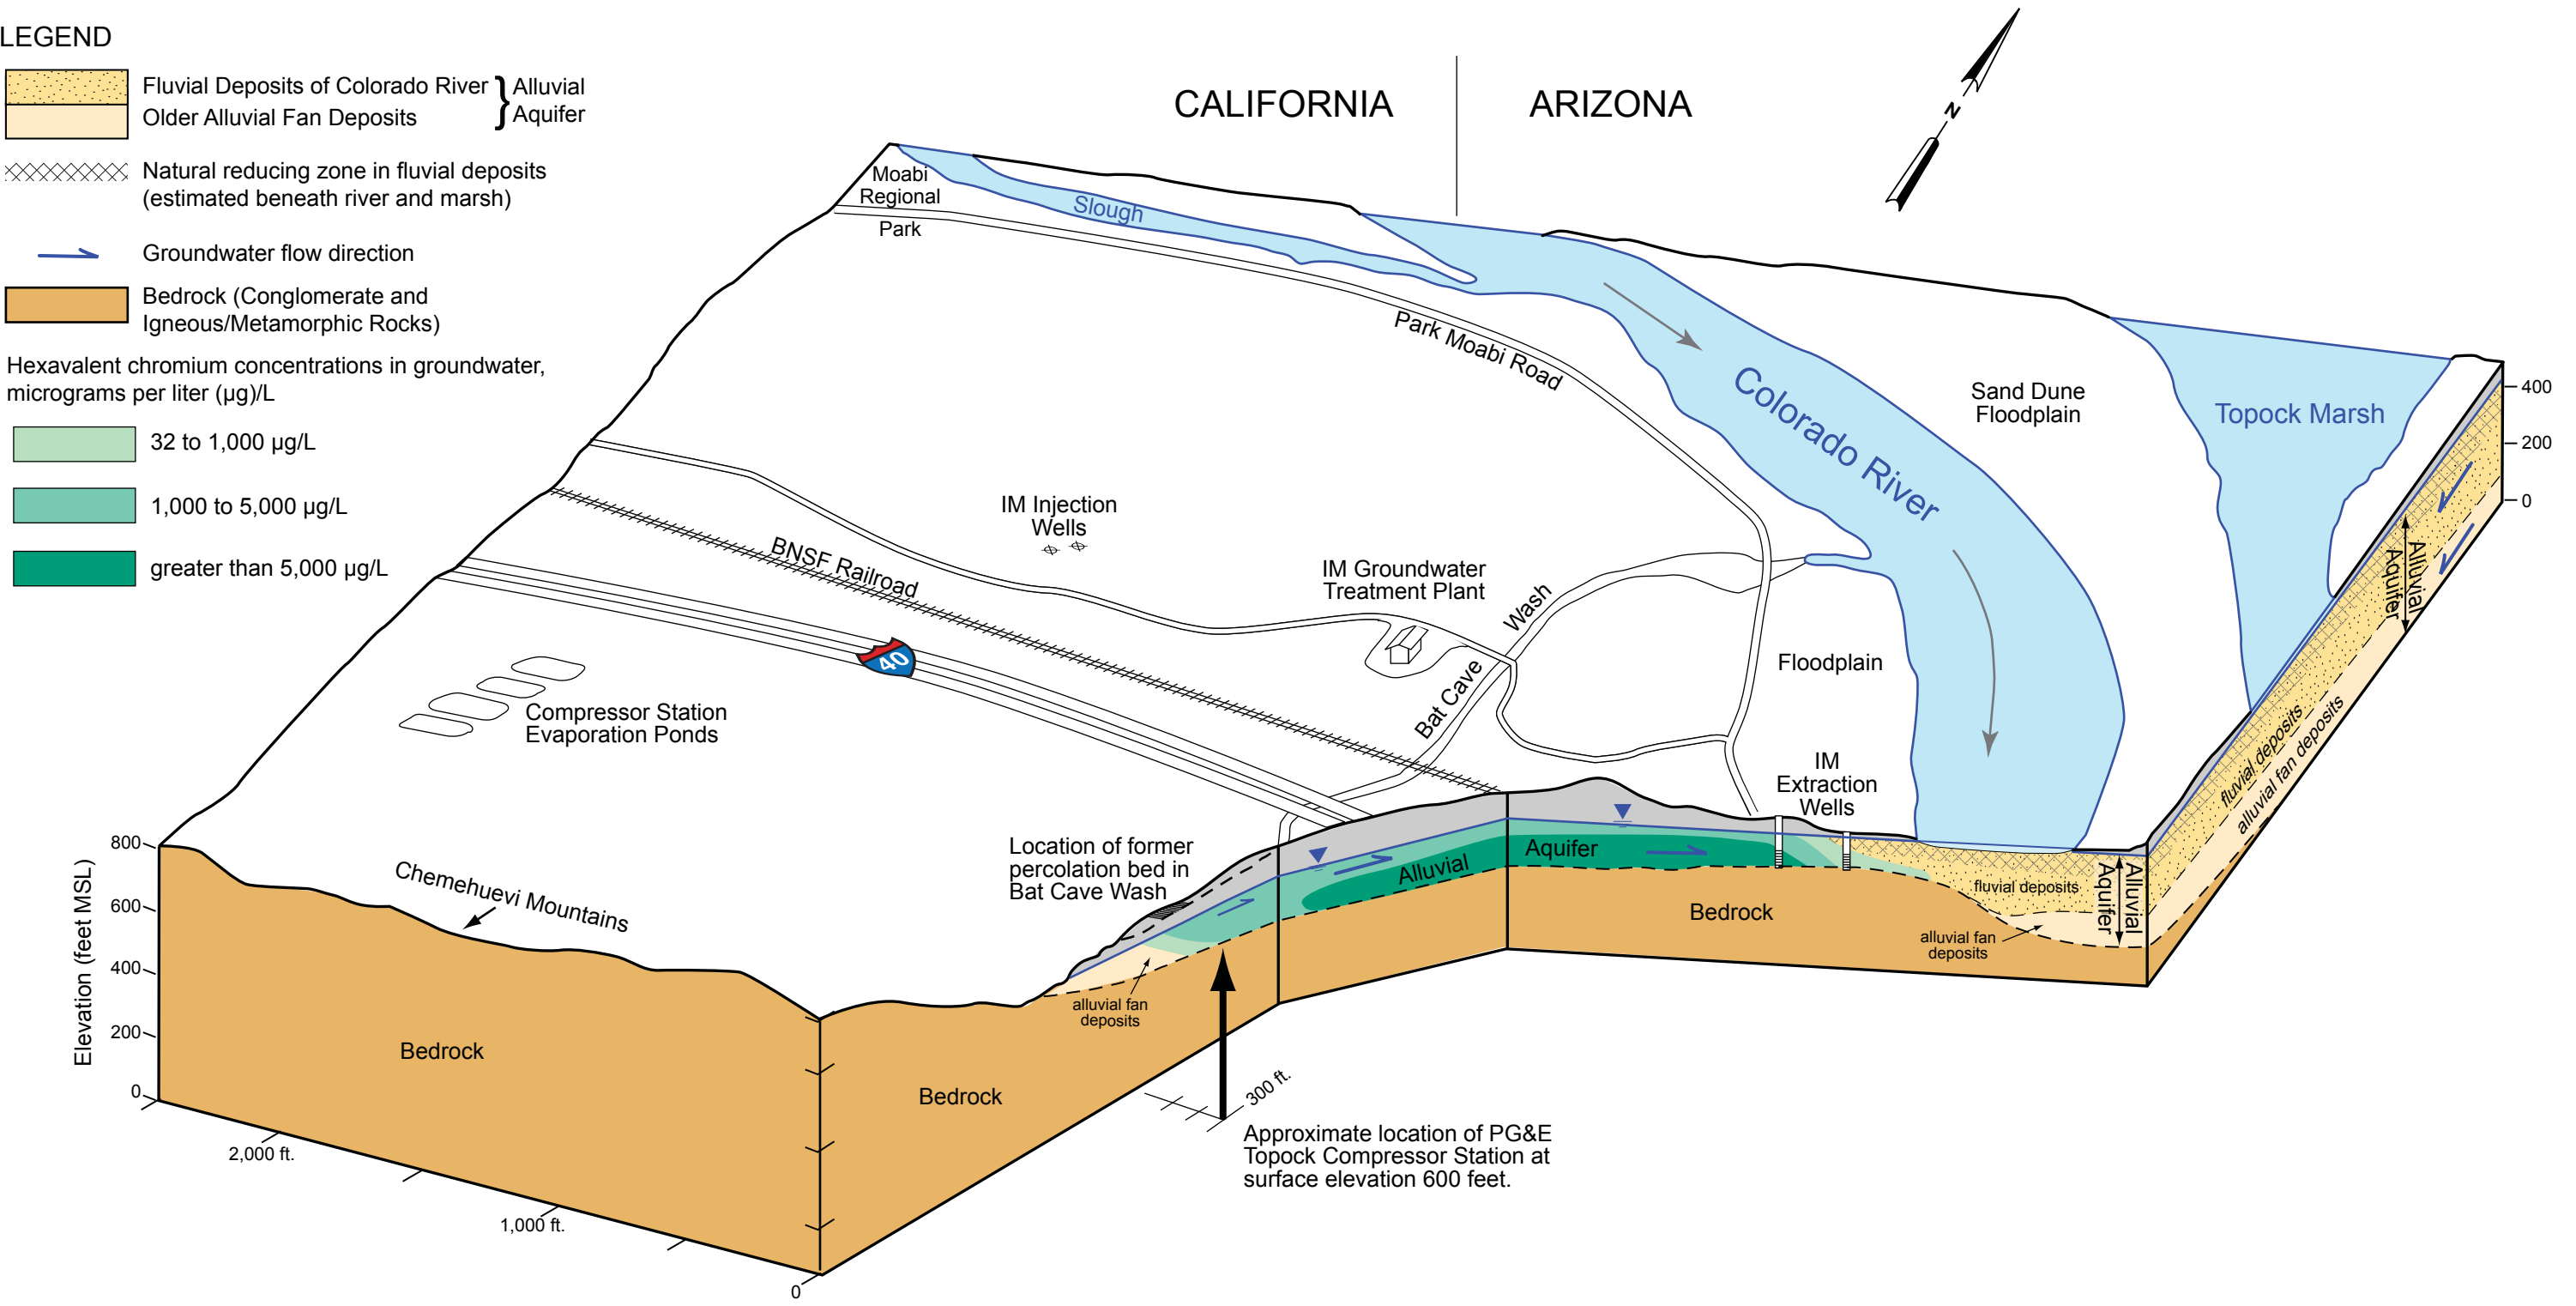 LEGEND
Fluvial Deposits of Colorado River
Older Alluvial Fan Deposits
} Alluvial
Aquifer
Natural reducing zone in fluvial deposits
(estimated beneath river and marsh)
Groundwater flow direction
Bedrock (Conglomerate and
Igneous/Metamorphic Rocks)
Hexavalent chromium concentrations in groundwater,
micrograms per liter (µg)/L
32 to 1,000 µg/L
1,000 to 5,000 µg/L
greater than 5,000 µg/L
CALIFORNIA
ARIZONA
N
Moabi
Regional
Park
Slough
Park Moabi Road
Colorado River
Sand Dune
Floodplain
Topock Marsh
400
200
0
IM Injection
Wells
BNSF Railroad
40
IM Groundwater
Treatment Plant
Bat Cave
Wash
Floodplain
IM
Extraction
Wells
Compressor Station
Evaporation Ponds
Alluvial
Aquifer
fluvial deposits
alluvial fan deposits
Location of former
percolation bed in
Bat Cave Wash
Chemehuevi Mountains
Elevation (feet MSL)
800
600
400
200
0
Alluvial
Aquifer
fluvial deposits
Alluvial
Aquifer
alluvial fan
deposits
alluvial fan
deposits
Bedrock
Bedrock
Bedrock
2,000 ft.
1,000 ft.
0
300 ft.
Approximate location of PG&E
Topock Compressor Station at
surface elevation 600 feet.